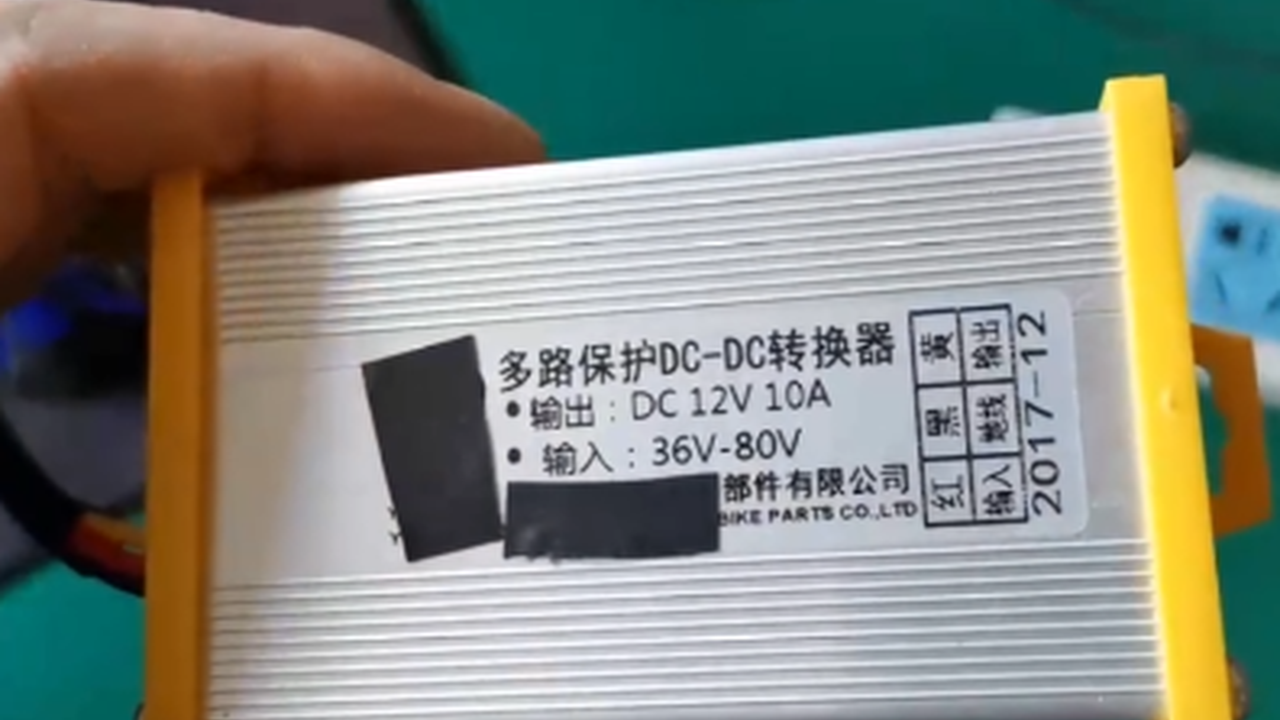 多路保护DC-DC转换器
• 输出：DC 12V 10A
• 输入：36V-80V
部件有限公司
BIKE PARTS CO.,LTD
黄 输出
黑 地线
红 输入
2017-12